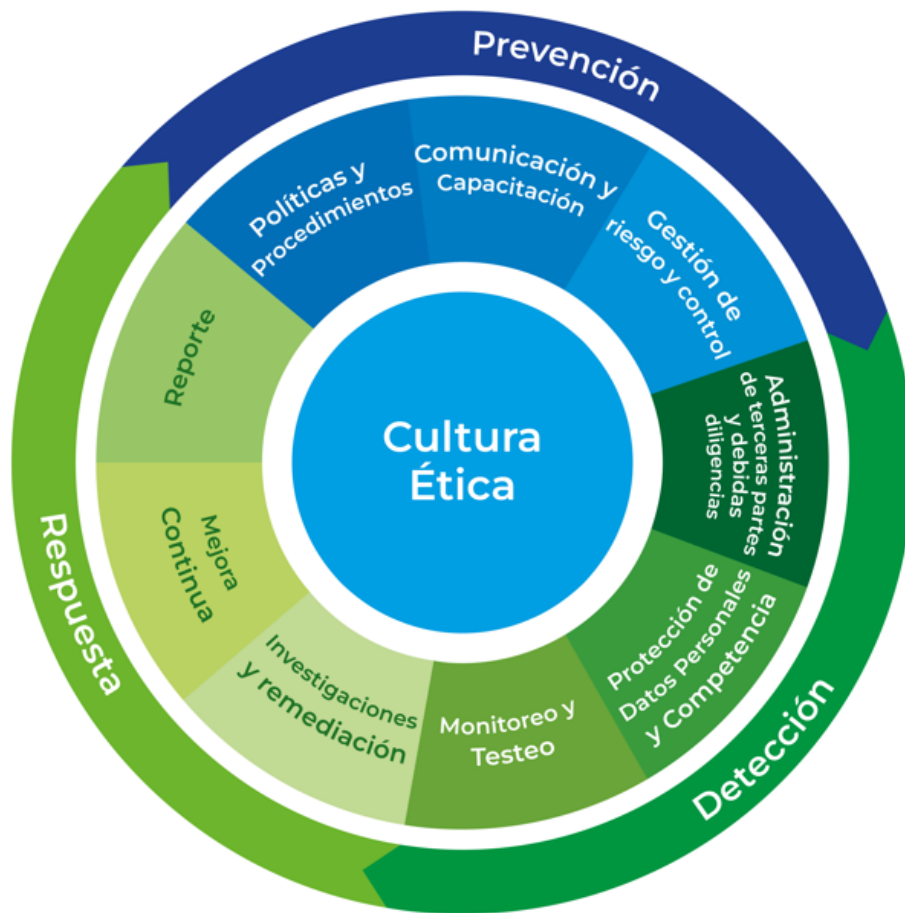 Prevención
Políticas y
Procedimientos
Comunicación y
Capacitación
Gestión de
riesgo y control
Administración
de terceras partes
y debidas
diligencias
Protección de
Datos Personales
y Competencia
Detección
Monitoreo y
Testeo
Investigaciones
y remediación
Mejora
Continua
Reporte
Respuesta
Cultura
Ética